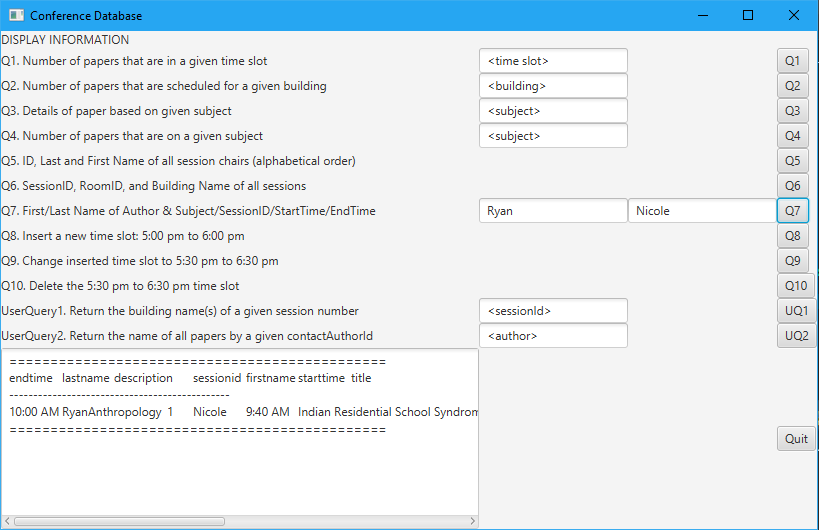 Conference Database
DISPLAY INFORMATION
Q1. Number of papers that are in a given time slot <time slot> Q1
Q2. Number of papers that are scheduled for a given building <building> Q2
Q3. Details of paper based on given subject <subject> Q3
Q4. Number of papers that are on a given subject <subject> Q4
Q5. ID, Last and First Name of all session chairs (alphabetical order) Q5
Q6. SessionID, RoomID, and Building Name of all sessions Q6
Q7. First/Last Name of Author & Subject/SessionID/StartTime/EndTime Ryan Nicole Q7
Q8. Insert a new time slot: 5:00 pm to 6:00 pm Q8
Q9. Change inserted time slot to 5:30 pm to 6:30 pm Q9
Q10. Delete the 5:30 pm to 6:30 pm time slot Q10
UserQuery1. Return the building name(s) of a given session number <sessionId> UQ1
UserQuery2. Return the name of all papers by a given contactAuthorId <author> UQ2
==============================================
endtime lastname description sessionid firstname starttime title
----------------------------------------------
10:00 AM RyanAnthropology 1 Nicole 9:40 AM Indian Residential School Syndrom
==============================================
Quit